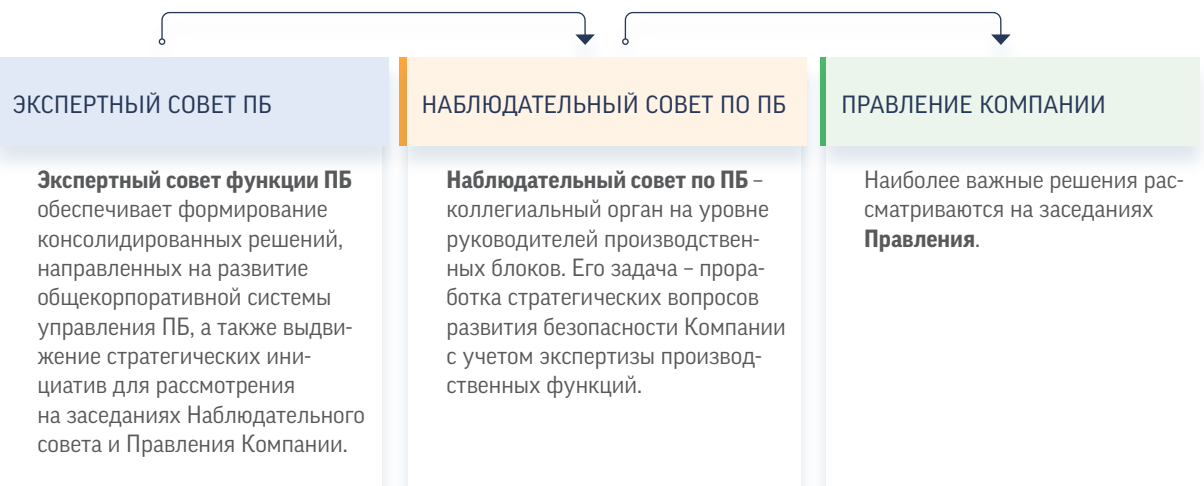 ЭКСПЕРТНЫЙ СОВЕТ ПБ
Экспертный совет функции ПБ
обеспечивает формирование
консолидированных решений,
направленных на развитие
общекорпоративной системы
управления ПБ, а также выдви-
жение стратегических ини-
циатив для рассмотрения
на заседаниях Наблюдательного
совета и Правления Компании.
НАБЛЮДАТЕЛЬНЫЙ СОВЕТ ПО ПБ
Наблюдательный совет по ПБ –
коллегиальный орган на уровне
руководителей производствен-
ных блоков. Его задача – прора-
ботка стратегических вопросов
развития безопасности Компании
с учетом экспертизы производ-
ственных функций.
ПРАВЛЕНИЕ КОМПАНИИ
Наиболее важные решения рас-
сматриваются на заседаниях
Правления.